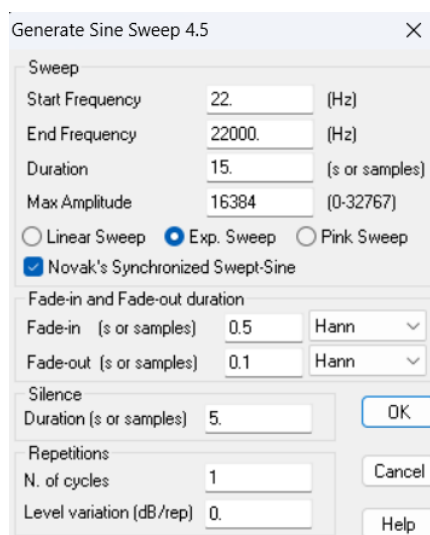 Generate Sine Sweep 4.5
Sweep
Start Frequency 22. (Hz)
End Frequency 22000. (Hz)
Duration 15. (s or samples)
Max Amplitude 16384 (0-32767)
Linear Sweep Exp. Sweep Pink Sweep
Novak's Synchronized Swept-Sine
Fade-in and Fade-out duration
Fade-in (s or samples) 0.5 Hann
Fade-out (s or samples) 0.1 Hann
Silence
Duration (s or samples) 5. OK
Repetitions
N. of cycles 1 Cancel
Level variation (dB/rep) 0. Help